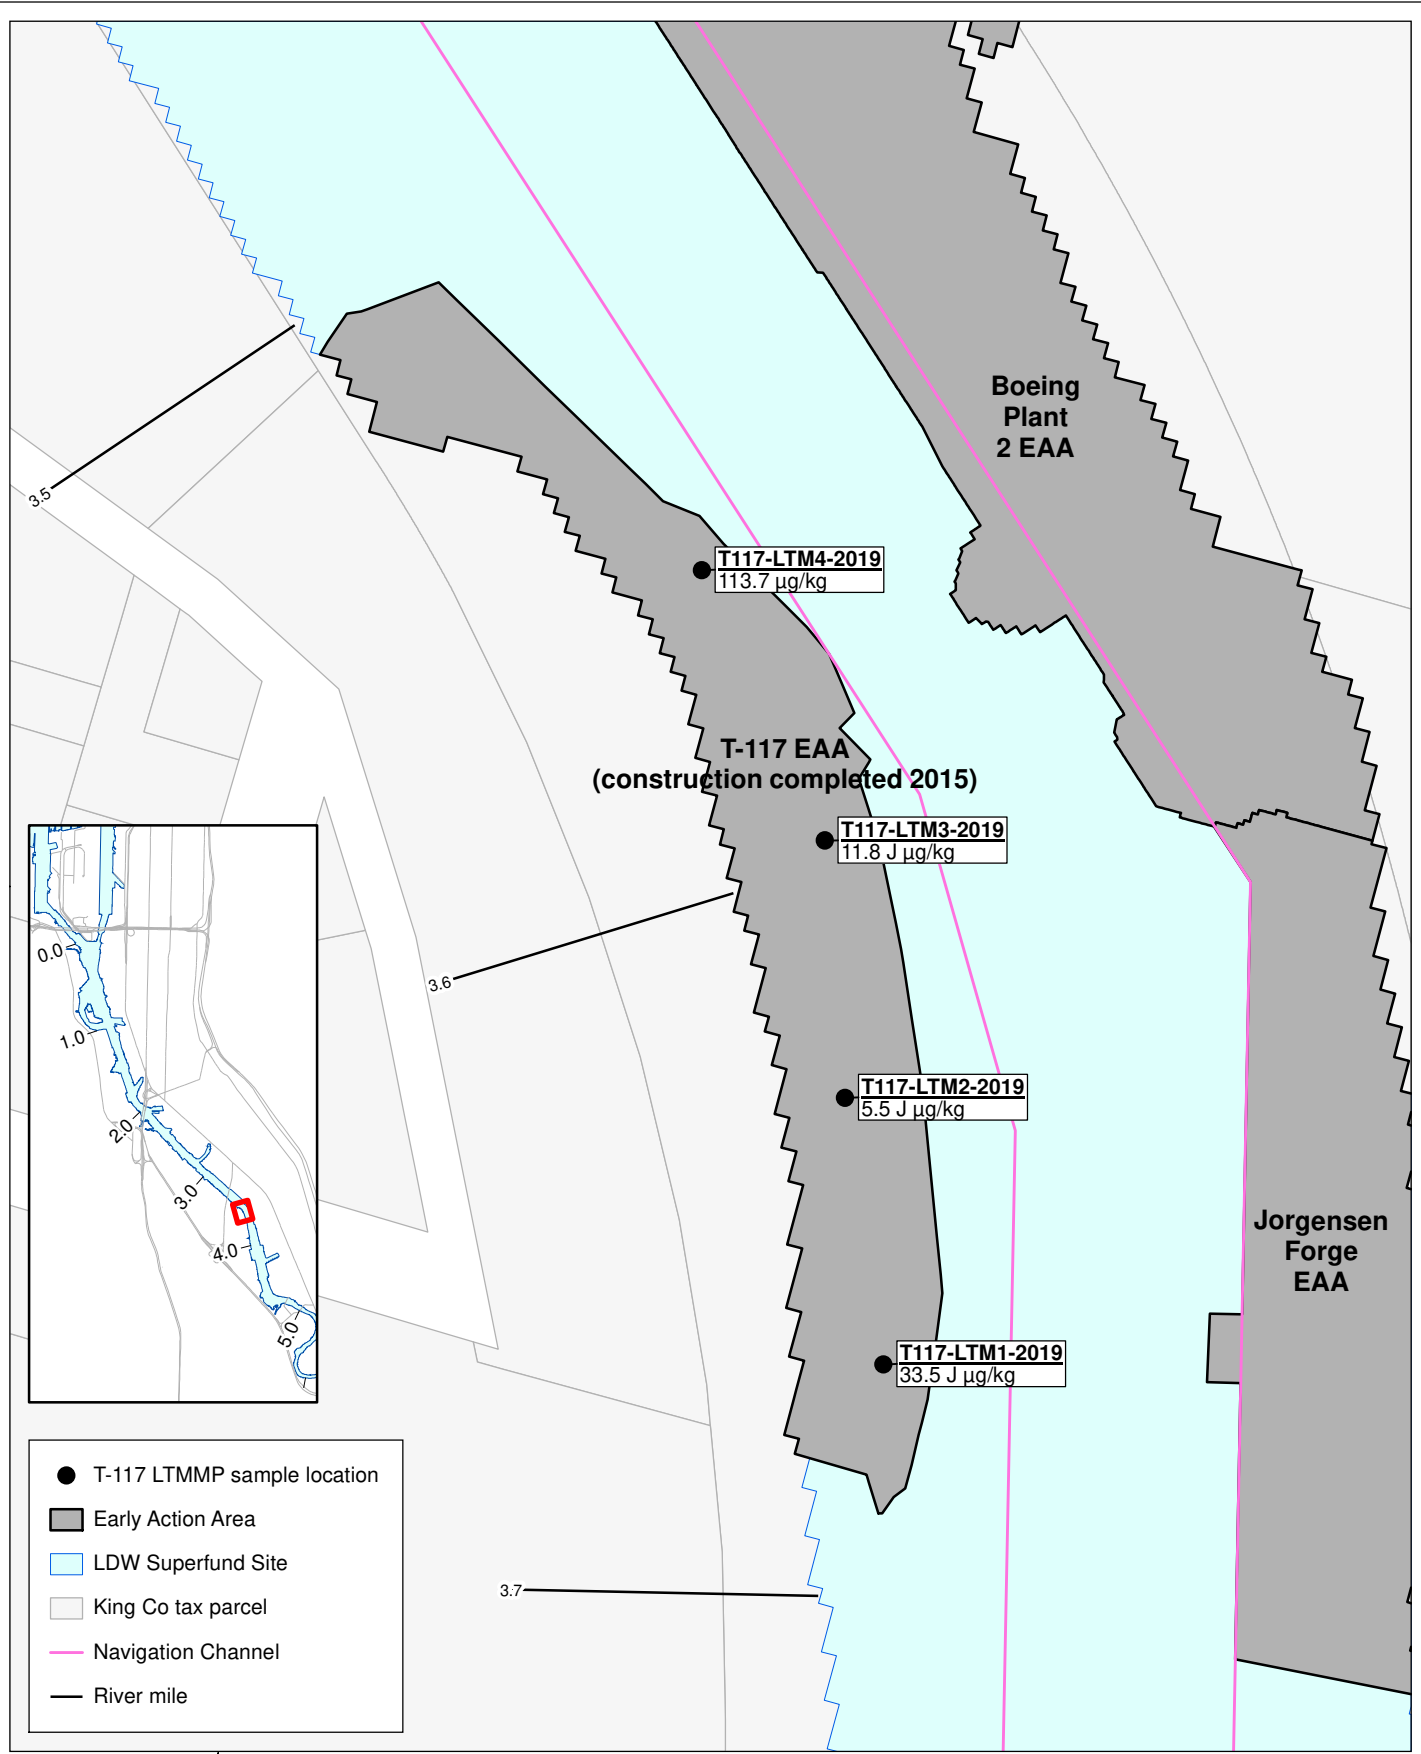 Boeing
Plant
2 EAA
3.5
T117-LTM4-2019
113.7 µg/kg
T-117 EAA
(construction completed 2015)
T117-LTM3-2019
11.8 J µg/kg
3.6
T117-LTM2-2019
5.5 J µg/kg
Jorgensen
Forge
EAA
T117-LTM1-2019
33.5 J µg/kg
3.7
0.0
1.0
2.0
3.0
4.0
5.0
T-117 LTMMP sample location
Early Action Area
LDW Superfund Site
King Co tax parcel
Navigation Channel
River mile